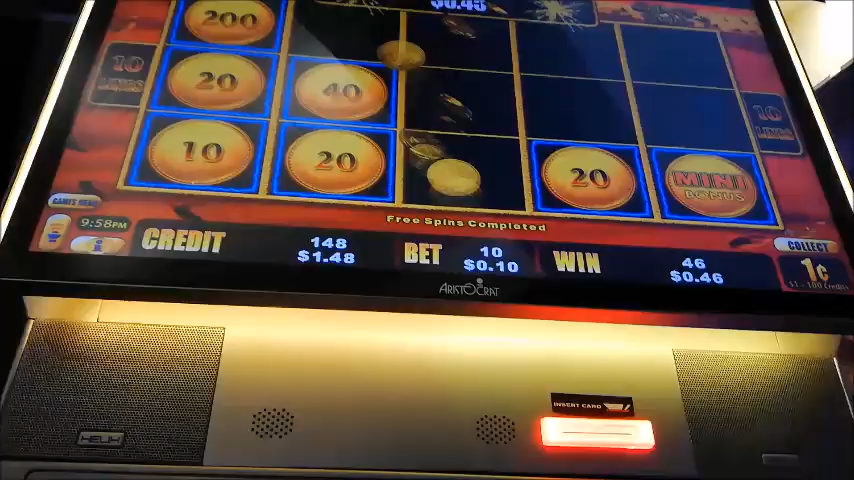 $0.45
200
10
LINES
20
40
10
LINES
10
20
20
MINI
BONUS
Free Spins Completed
GAMES MENU
9:58PM
CREDIT
148
$1.48
BET
10
$0.10
WIN
46
$0.46
COLLECT
1¢
$1 = 100 Credits
ARISTOCRAT
INSERT CARD
HELIX